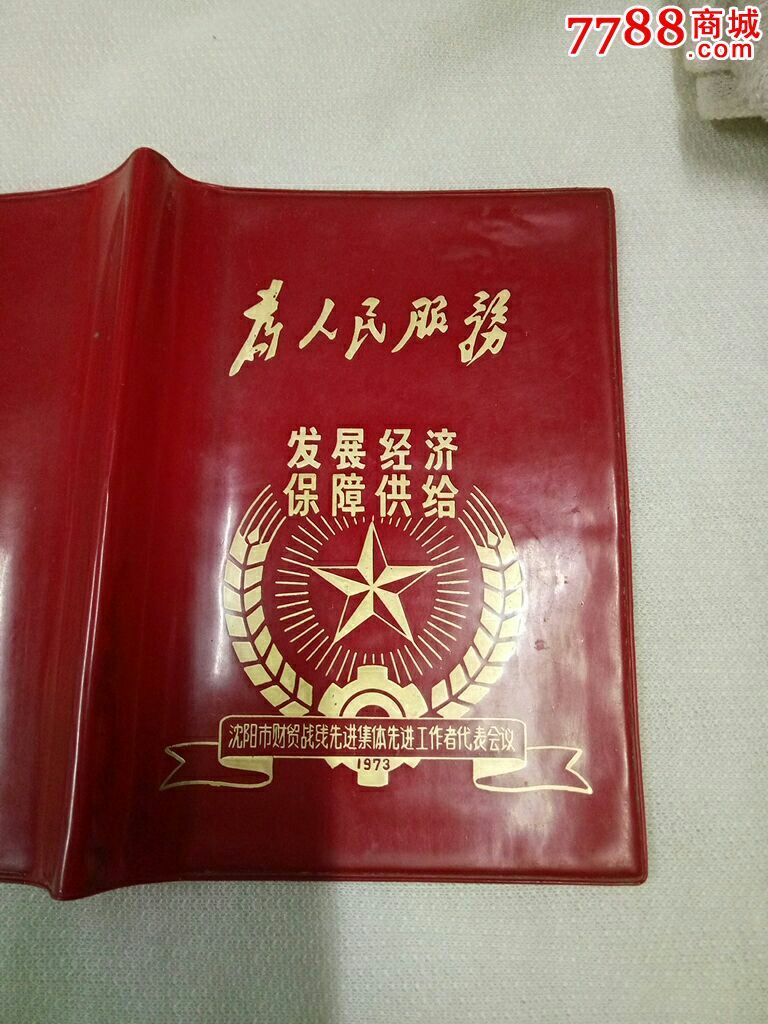 7788商城
.com
为人民服務
发展经济
保障供给
沈阳市财贸战线先进集体先进工作者代表会议
1973